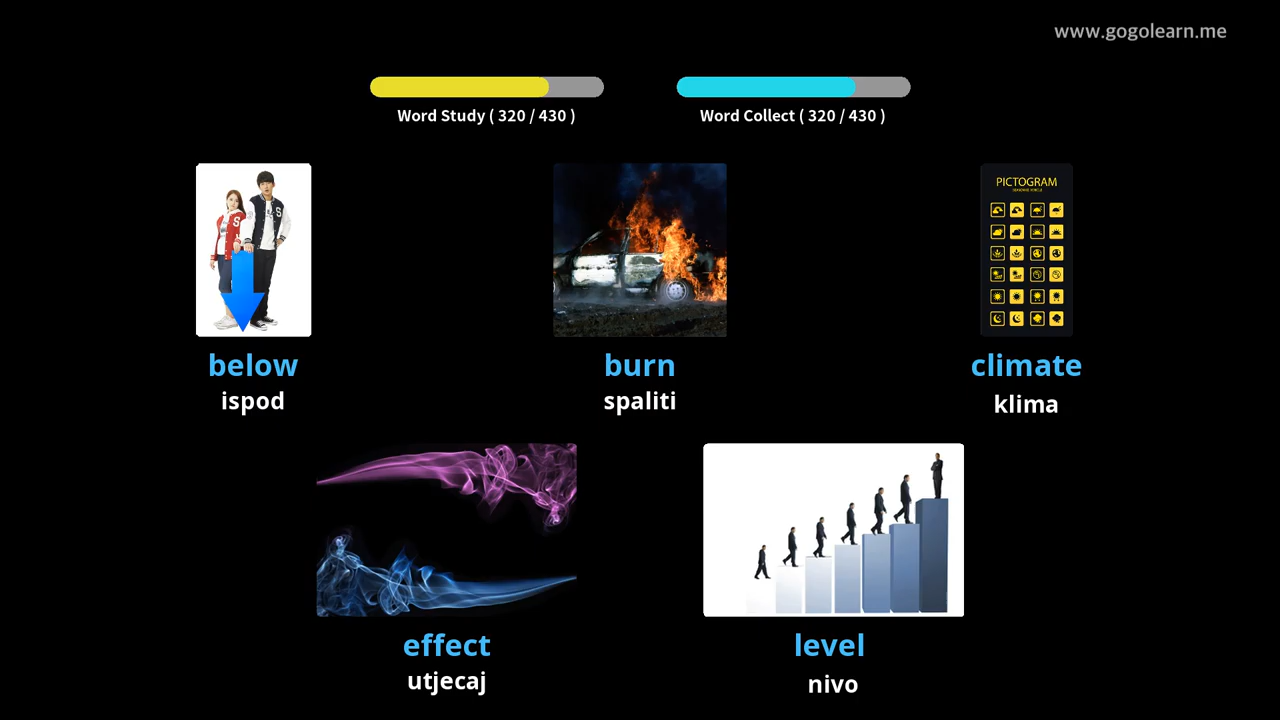 www.gogolearn.me
Word Study ( 320 / 430 )
Word Collect ( 320 / 430 )
PICTOGRAM
below
burn
climate
ispod
spaliti
klima
effect
level
utjecaj
nivo